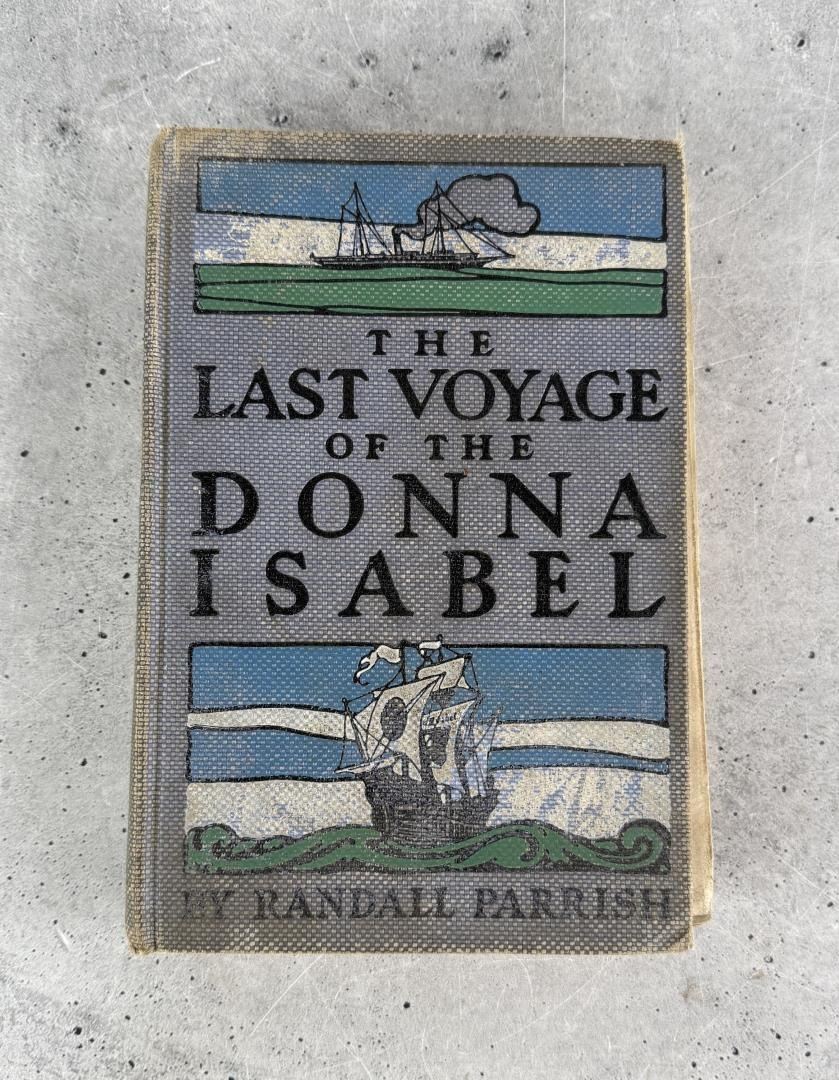 THE
LAST VOYAGE
OF THE
DONNA
ISABEL
BY RANDALL PARRISH